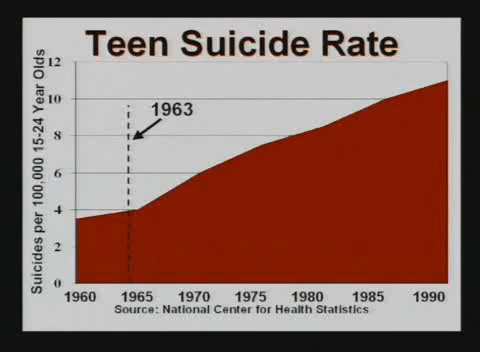 Teen Suicide Rate
Suicides per 100,000 15-24 Year Olds
12
10
8
6
4
2
0
1963
1960 1965 1970 1975 1980 1985 1990
Source: National Center for Health Statistics